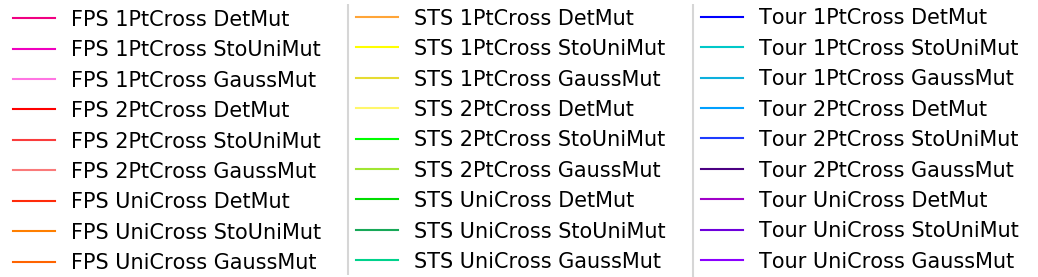 FPS 1PtCross DetMut
FPS 1PtCross StoUniMut
FPS 1PtCross GaussMut
FPS 2PtCross DetMut
FPS 2PtCross StoUniMut
FPS 2PtCross GaussMut
FPS UniCross DetMut
FPS UniCross StoUniMut
FPS UniCross GaussMut
STS 1PtCross DetMut
STS 1PtCross StoUniMut
STS 1PtCross GaussMut
STS 2PtCross DetMut
STS 2PtCross StoUniMut
STS 2PtCross GaussMut
STS UniCross DetMut
STS UniCross StoUniMut
STS UniCross GaussMut
Tour 1PtCross DetMut
Tour 1PtCross StoUniMut
Tour 1PtCross GaussMut
Tour 2PtCross DetMut
Tour 2PtCross StoUniMut
Tour 2PtCross GaussMut
Tour UniCross DetMut
Tour UniCross StoUniMut
Tour UniCross GaussMut